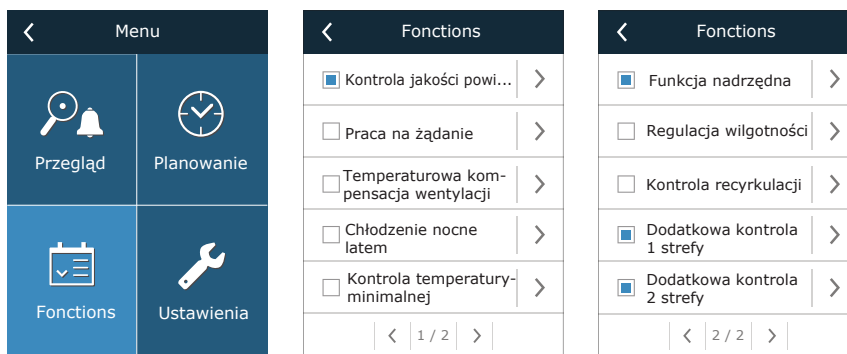 Menu
Przegląd
Planowanie
Fonctions
Ustawienia
Fonctions
Kontrola jakości powi...
Praca na żądanie
Temperaturowa kom-
pensacja wentylacji
Chłodzenie nocne
latem
Kontrola temperatury-
minimalnej
1 / 2
Fonctions
Funkcja nadrzędna
Regulacja wilgotności
Kontrola recyrkulacji
Dodatkowa kontrola
1 strefy
Dodatkowa kontrola
2 strefy
2 / 2